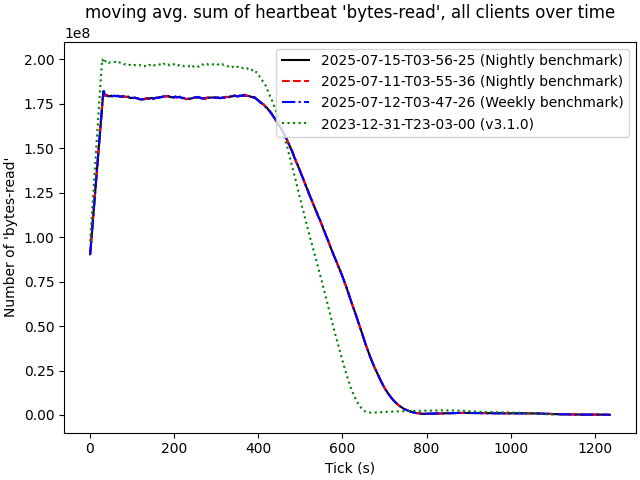 moving avg. sum of heartbeat 'bytes-read', all clients over time
1e8
2025-07-15-T03-56-25 (Nightly benchmark)
2025-07-11-T03-55-36 (Nightly benchmark)
2025-07-12-T03-47-26 (Weekly benchmark)
2023-12-31-T23-03-00 (v3.1.0)
2.00
1.75
1.50
1.25
1.00
0.75
0.50
0.25
0.00
Number of 'bytes-read'
0 200 400 600 800 1000 1200
Tick (s)